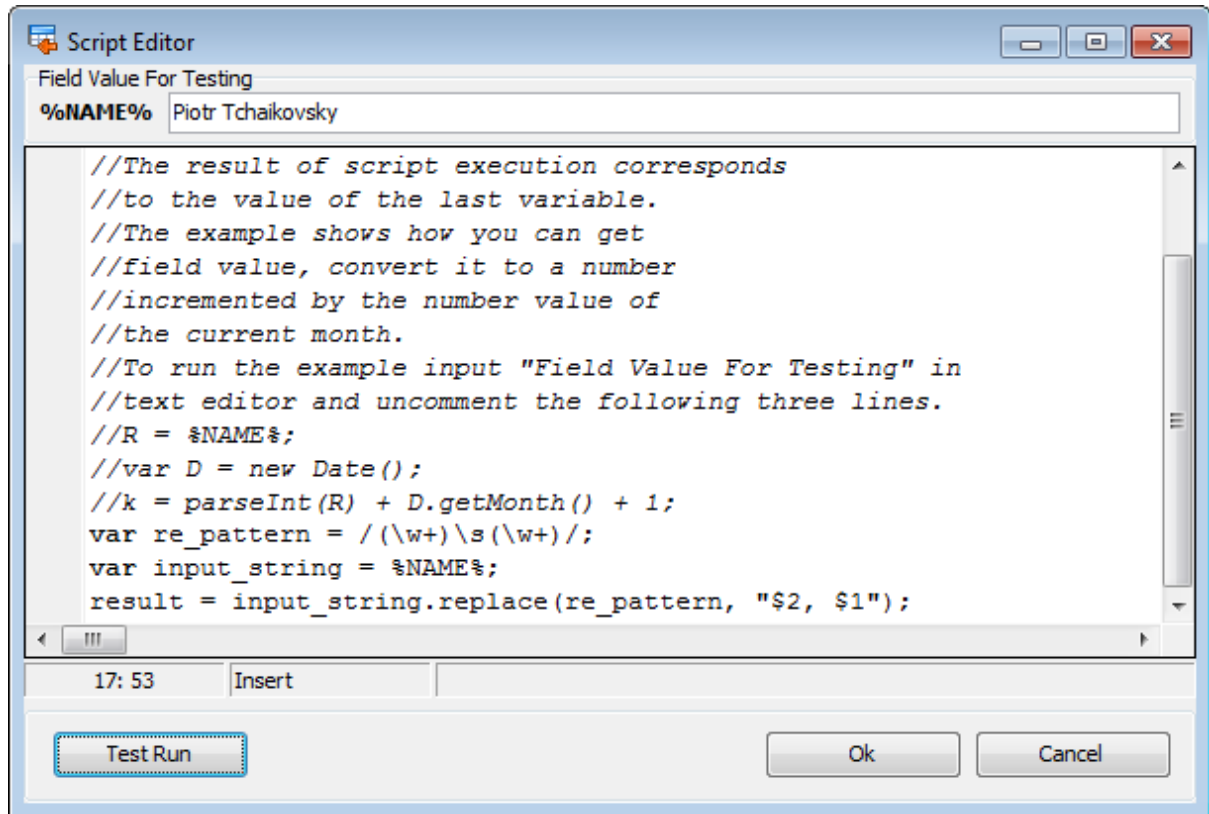 Script Editor
Field Value For Testing
%NAME% Piotr Tchaikovsky
//The result of script execution corresponds
//to the value of the last variable.
//The example shows how you can get
//field value, convert it to a number
//incremented by the number value of
//the current month.
//To run the example input "Field Value For Testing" in
//text editor and uncomment the following three lines.
//R = %NAME%;
//var D = new Date();
//k = parseInt(R) + D.getMonth() + 1;
var re_pattern = /(\w+)\s(\w+)/;
var input_string = %NAME%;
result = input_string.replace(re_pattern, "$2, $1");
17: 53 Insert
Test Run Ok Cancel